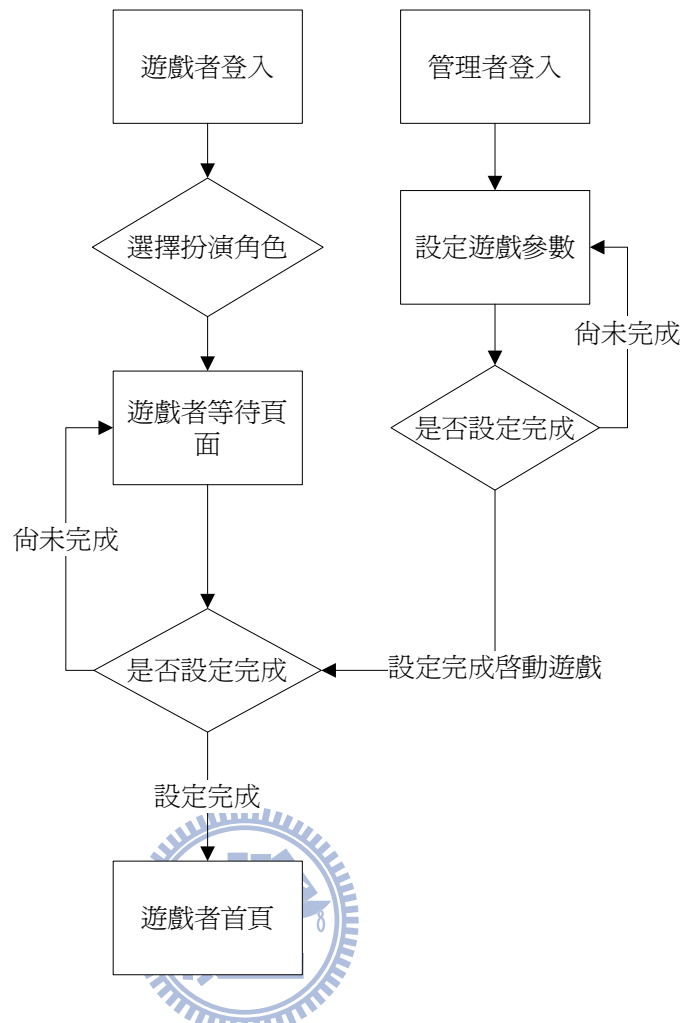 遊戲者登入
管理者登入
選擇扮演角色
設定遊戲參數
尙未完成
遊戲者等待頁
面
是否設定完成
尙未完成
是否設定完成
設定完成啓動遊戲
設定完成
遊戲者首頁